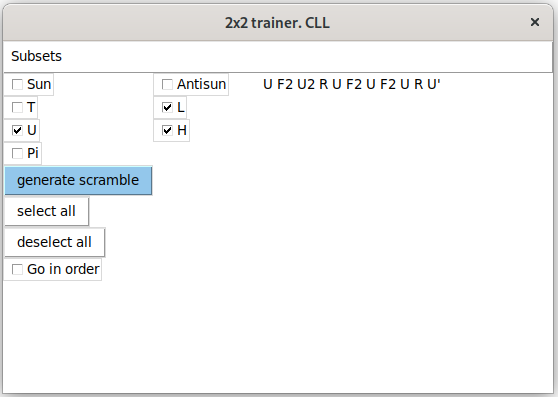 2x2 trainer. CLL
Subsets
Sun Antisun U F2 U2 R U F2 U F2 U R U'
T L
U H
Pi
generate scramble
select all
deselect all
Go in order